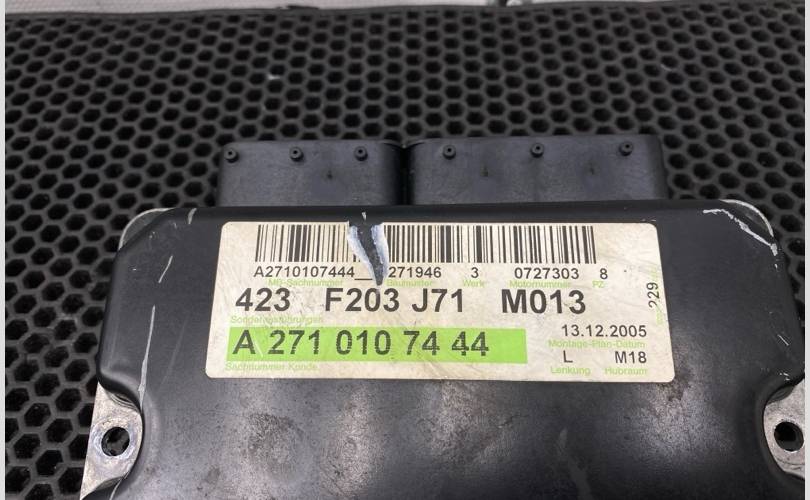 A2710107444 271946 3 0727303 8
MB-Sachnummer Baumuster Werk Motornummer PZ
423 F203 J71 M013
229
Sonderausführungen
13.12.2005
A 271 010 74 44
Montage-Plan-Datum
L M18
Sachnummer Kunde
Lenkung Hubraum